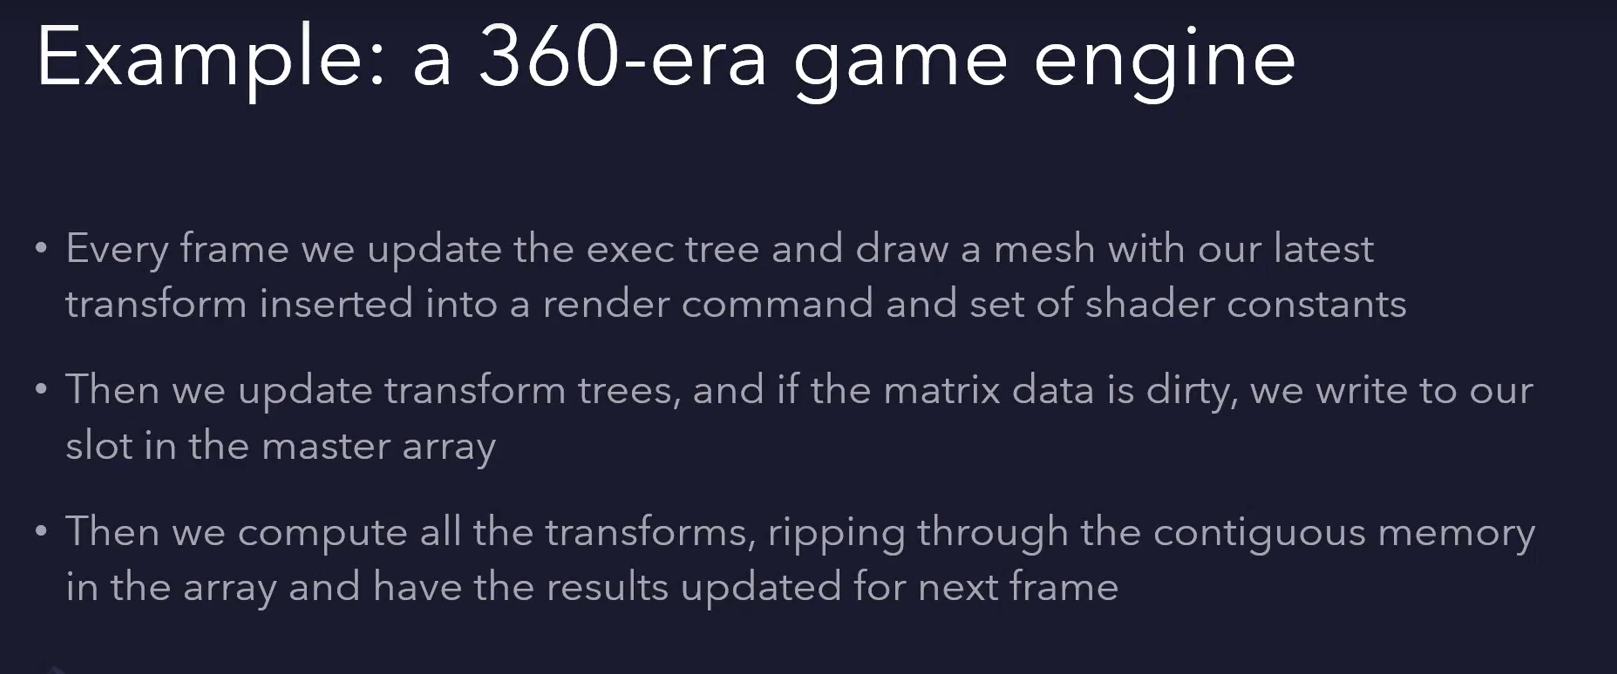 Example: a 360-era game engine
• Every frame we update the exec tree and draw a mesh with our latest
transform inserted into a render command and set of shader constants
• Then we update transform trees, and if the matrix data is dirty, we write to our
slot in the master array
• Then we compute all the transforms, ripping through the contiguous memory
in the array and have the results updated for next frame